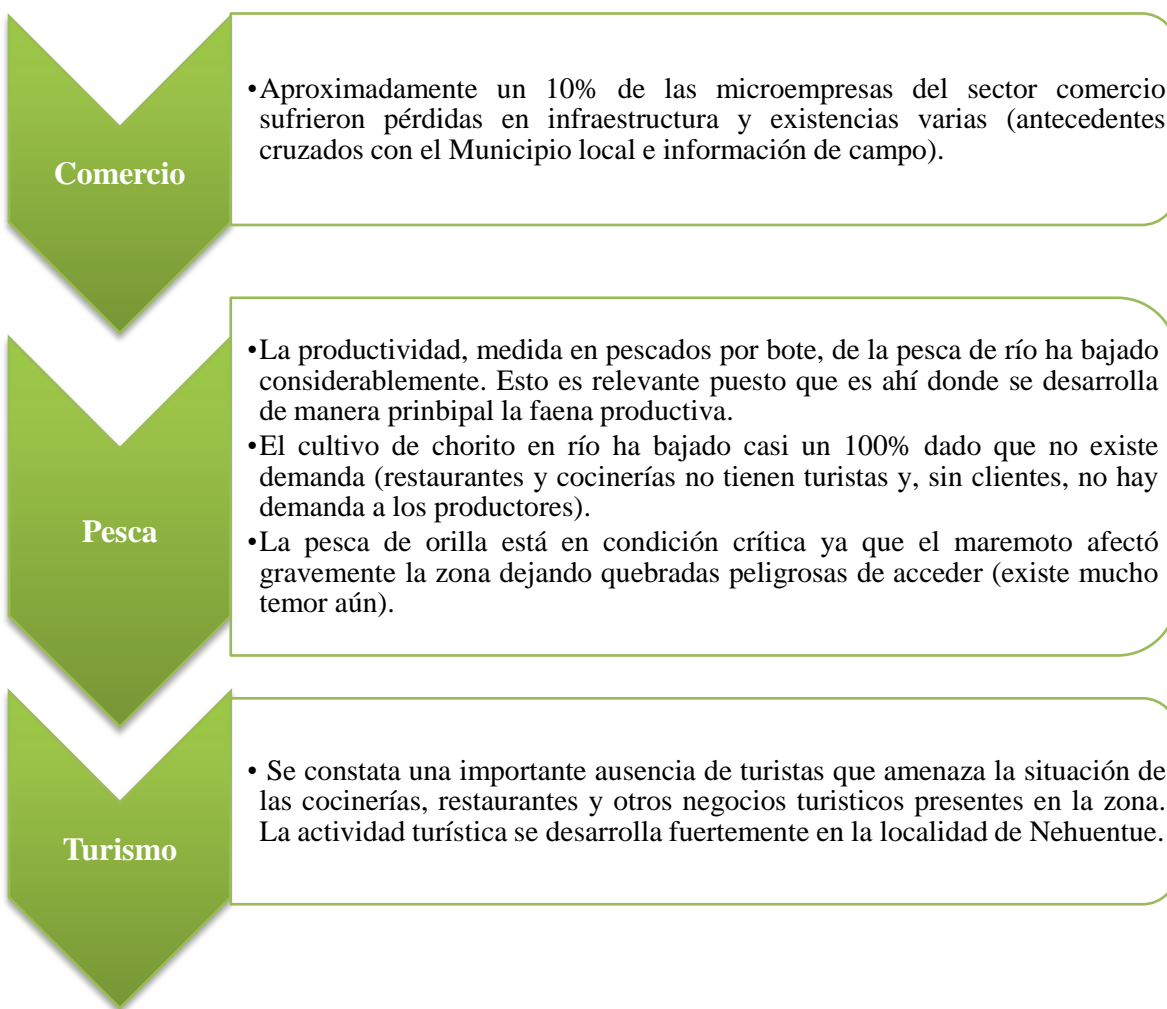 Comercio
•Aproximadamente un 10% de las microempresas del sector comercio
sufrieron pérdidas en infraestructura y existencias varias (antecedentes
cruzados con el Municipio local e información de campo).
Pesca
•La productividad, medida en pescados por bote, de la pesca de río ha bajado
considerablemente. Esto es relevante puesto que es ahí donde se desarrolla
de manera prinbipal la faena productiva.
•El cultivo de chorito en río ha bajado casi un 100% dado que no existe
demanda (restaurantes y cocinerías no tienen turistas y, sin clientes, no hay
demanda a los productores).
•La pesca de orilla está en condición crítica ya que el maremoto afectó
gravemente la zona dejando quebradas peligrosas de acceder (existe mucho
temor aún).
Turismo
• Se constata una importante ausencia de turistas que amenaza la situación de
las cocinerías, restaurantes y otros negocios turisticos presentes en la zona.
La actividad turística se desarrolla fuertemente en la localidad de Nehuentue.